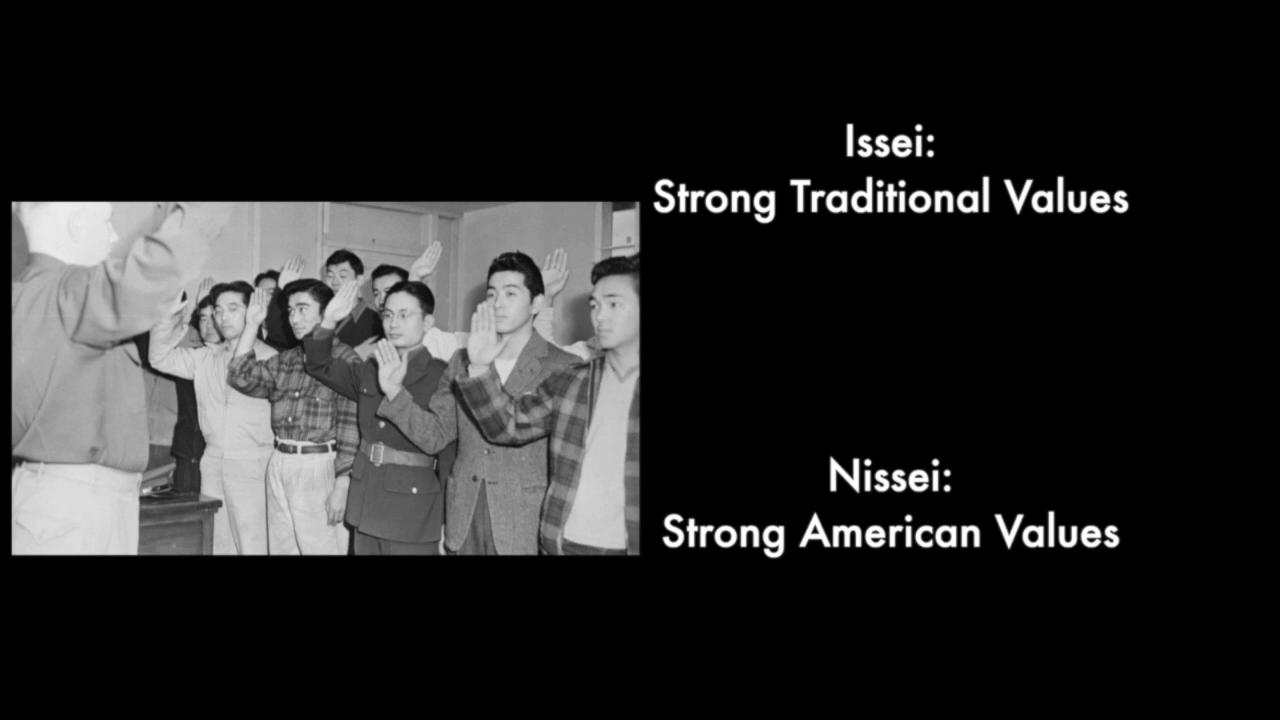 Issei:
Strong Traditional Values
Nissei:
Strong American Values